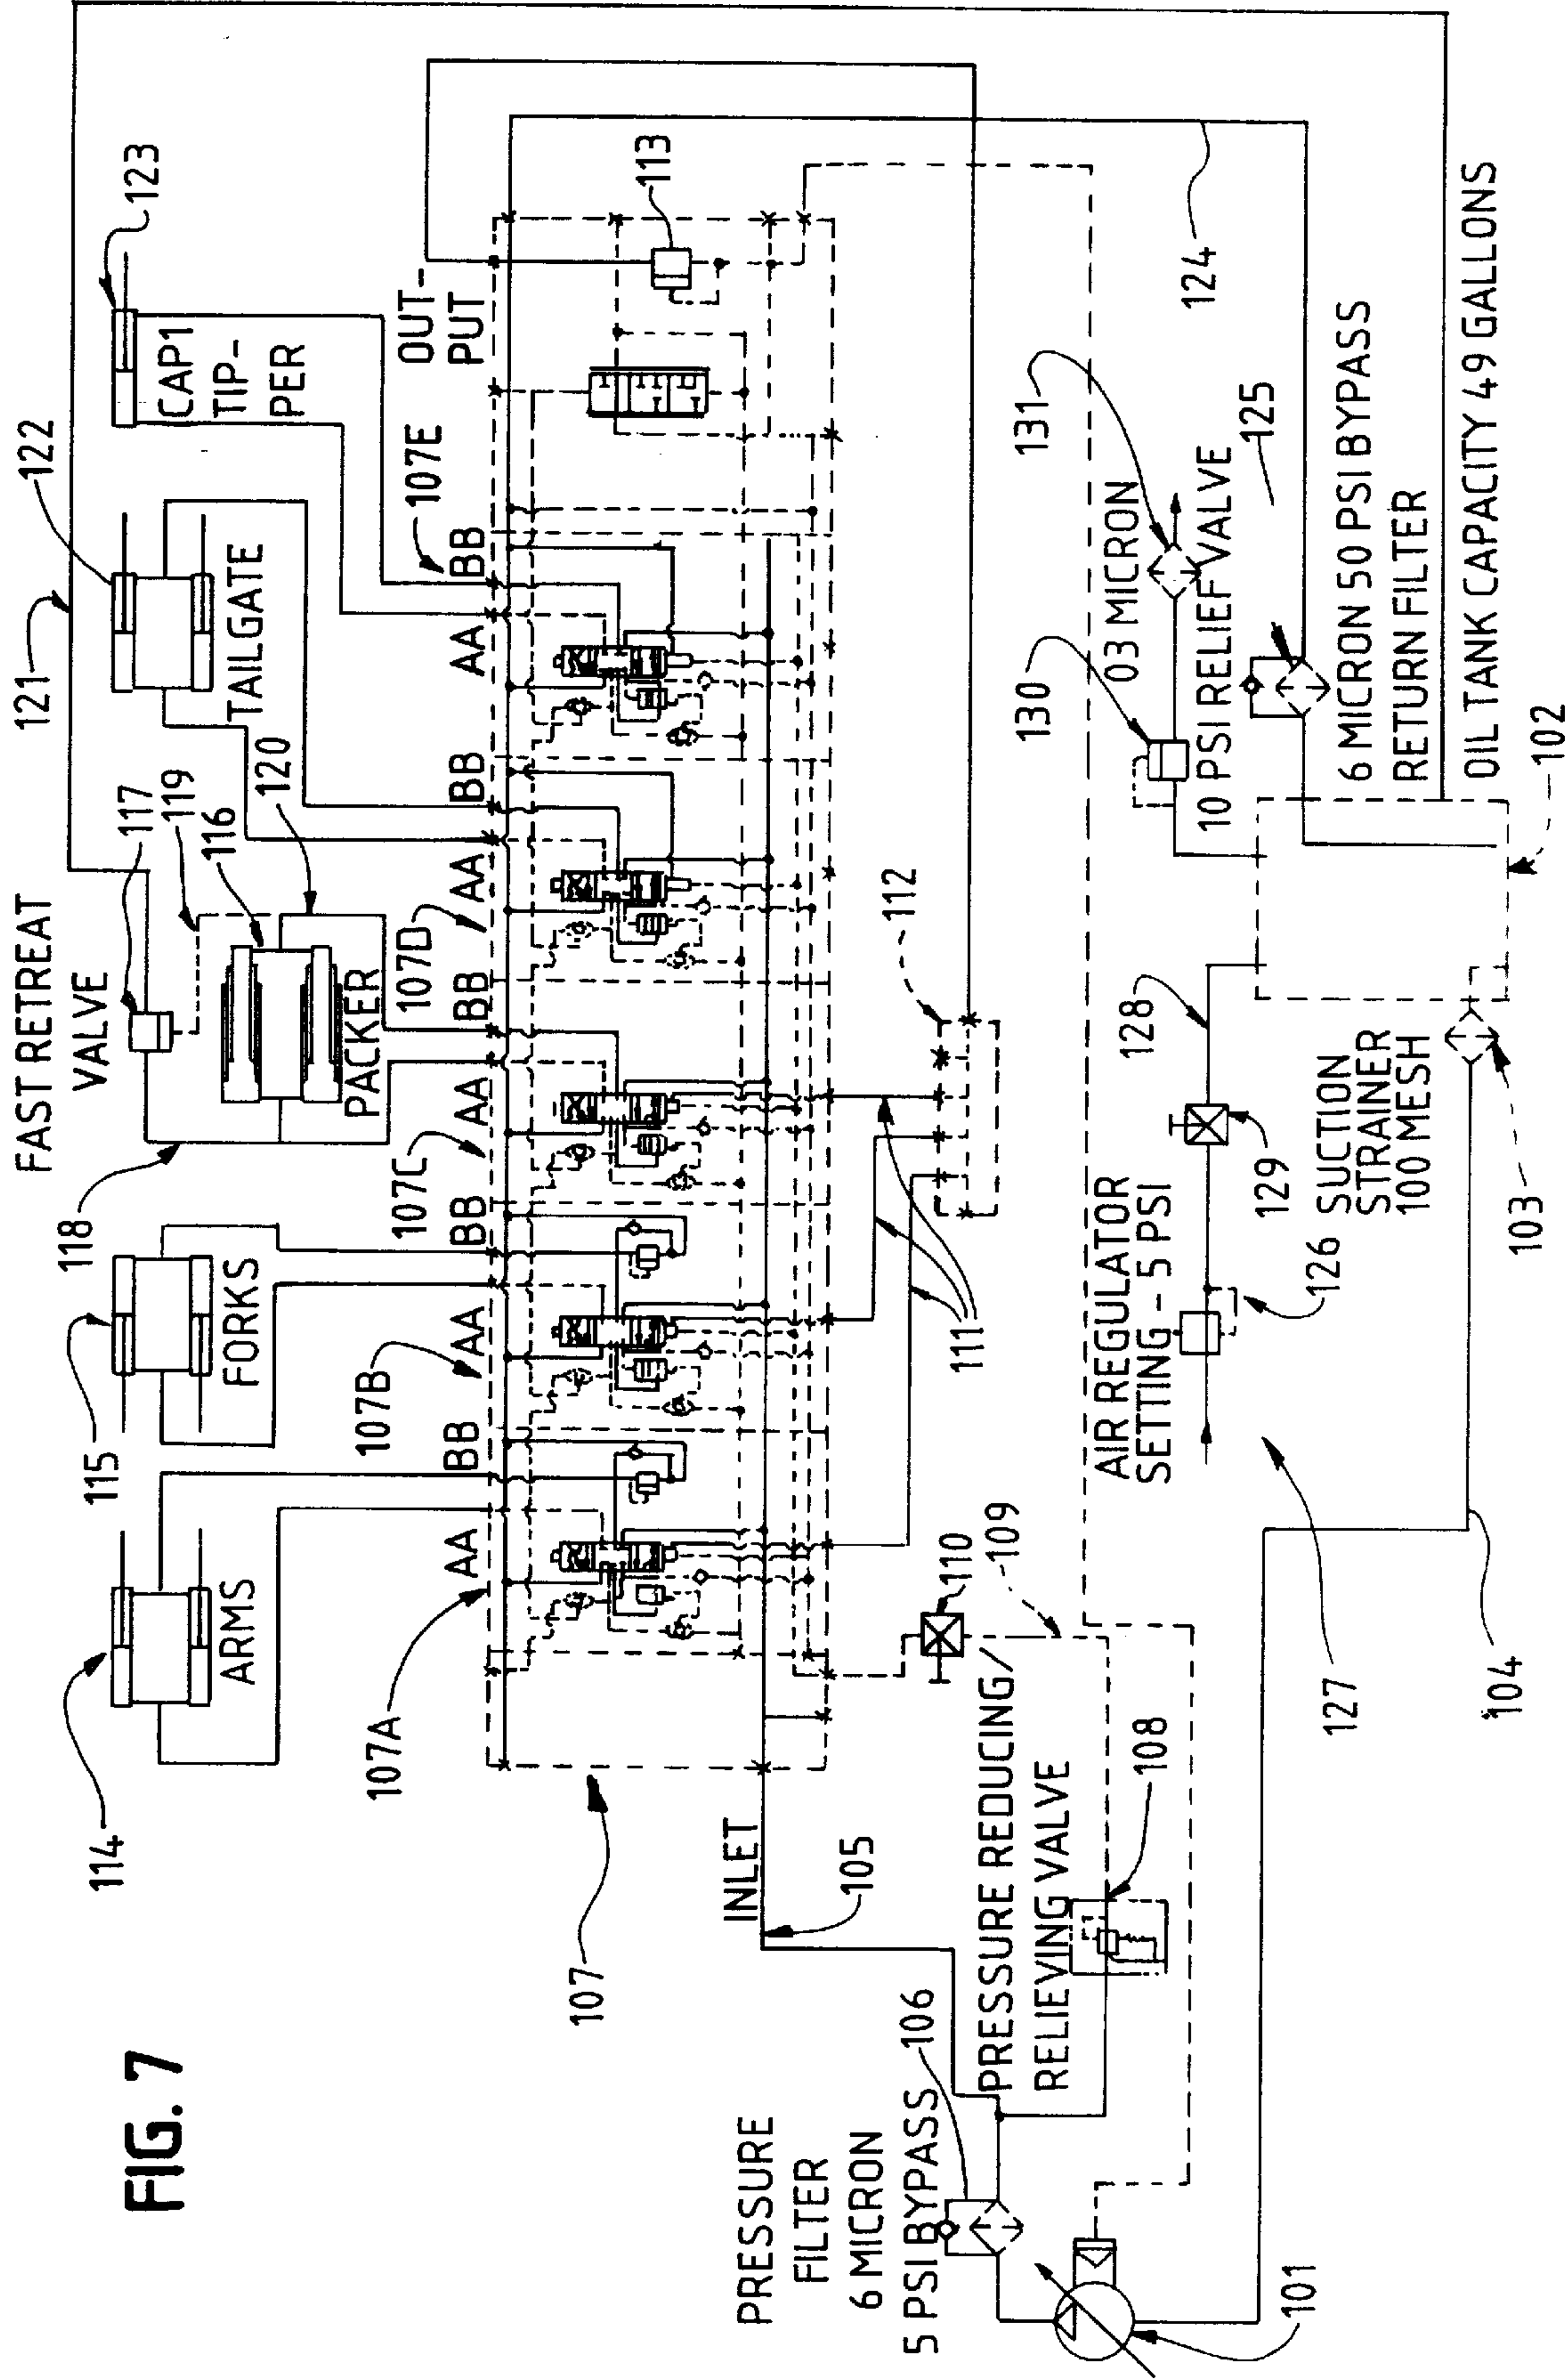 FIG. 7
121
122
123
FAST RETREAT
VALVE
117
119
116
120
118
115
114
ARMS
FORKS
PACKER
TAILGATE
CAP1
TIP-
PER
OUT-
PUT
113
107A
AA
BB
107B
AA
BB
107C
AA
BB
107D
AA
BB
107E
AA
BB
107
INLET
105
111
112
110
109
108
PRESSURE REDUCING/
RELIEVING VALVE
106
PRESSURE
FILTER
6 MICRON
5 PSI BYPASS
101
104
127
AIR REGULATOR
SETTING - 5 PSI
126
129
128
SUCTION
STRAINER
100 MESH
103
130
03 MICRON
131
10 PSI RELIEF VALVE
125
124
6 MICRON 50 PSI BYPASS
RETURN FILTER
OIL TANK CAPACITY 49 GALLONS
102